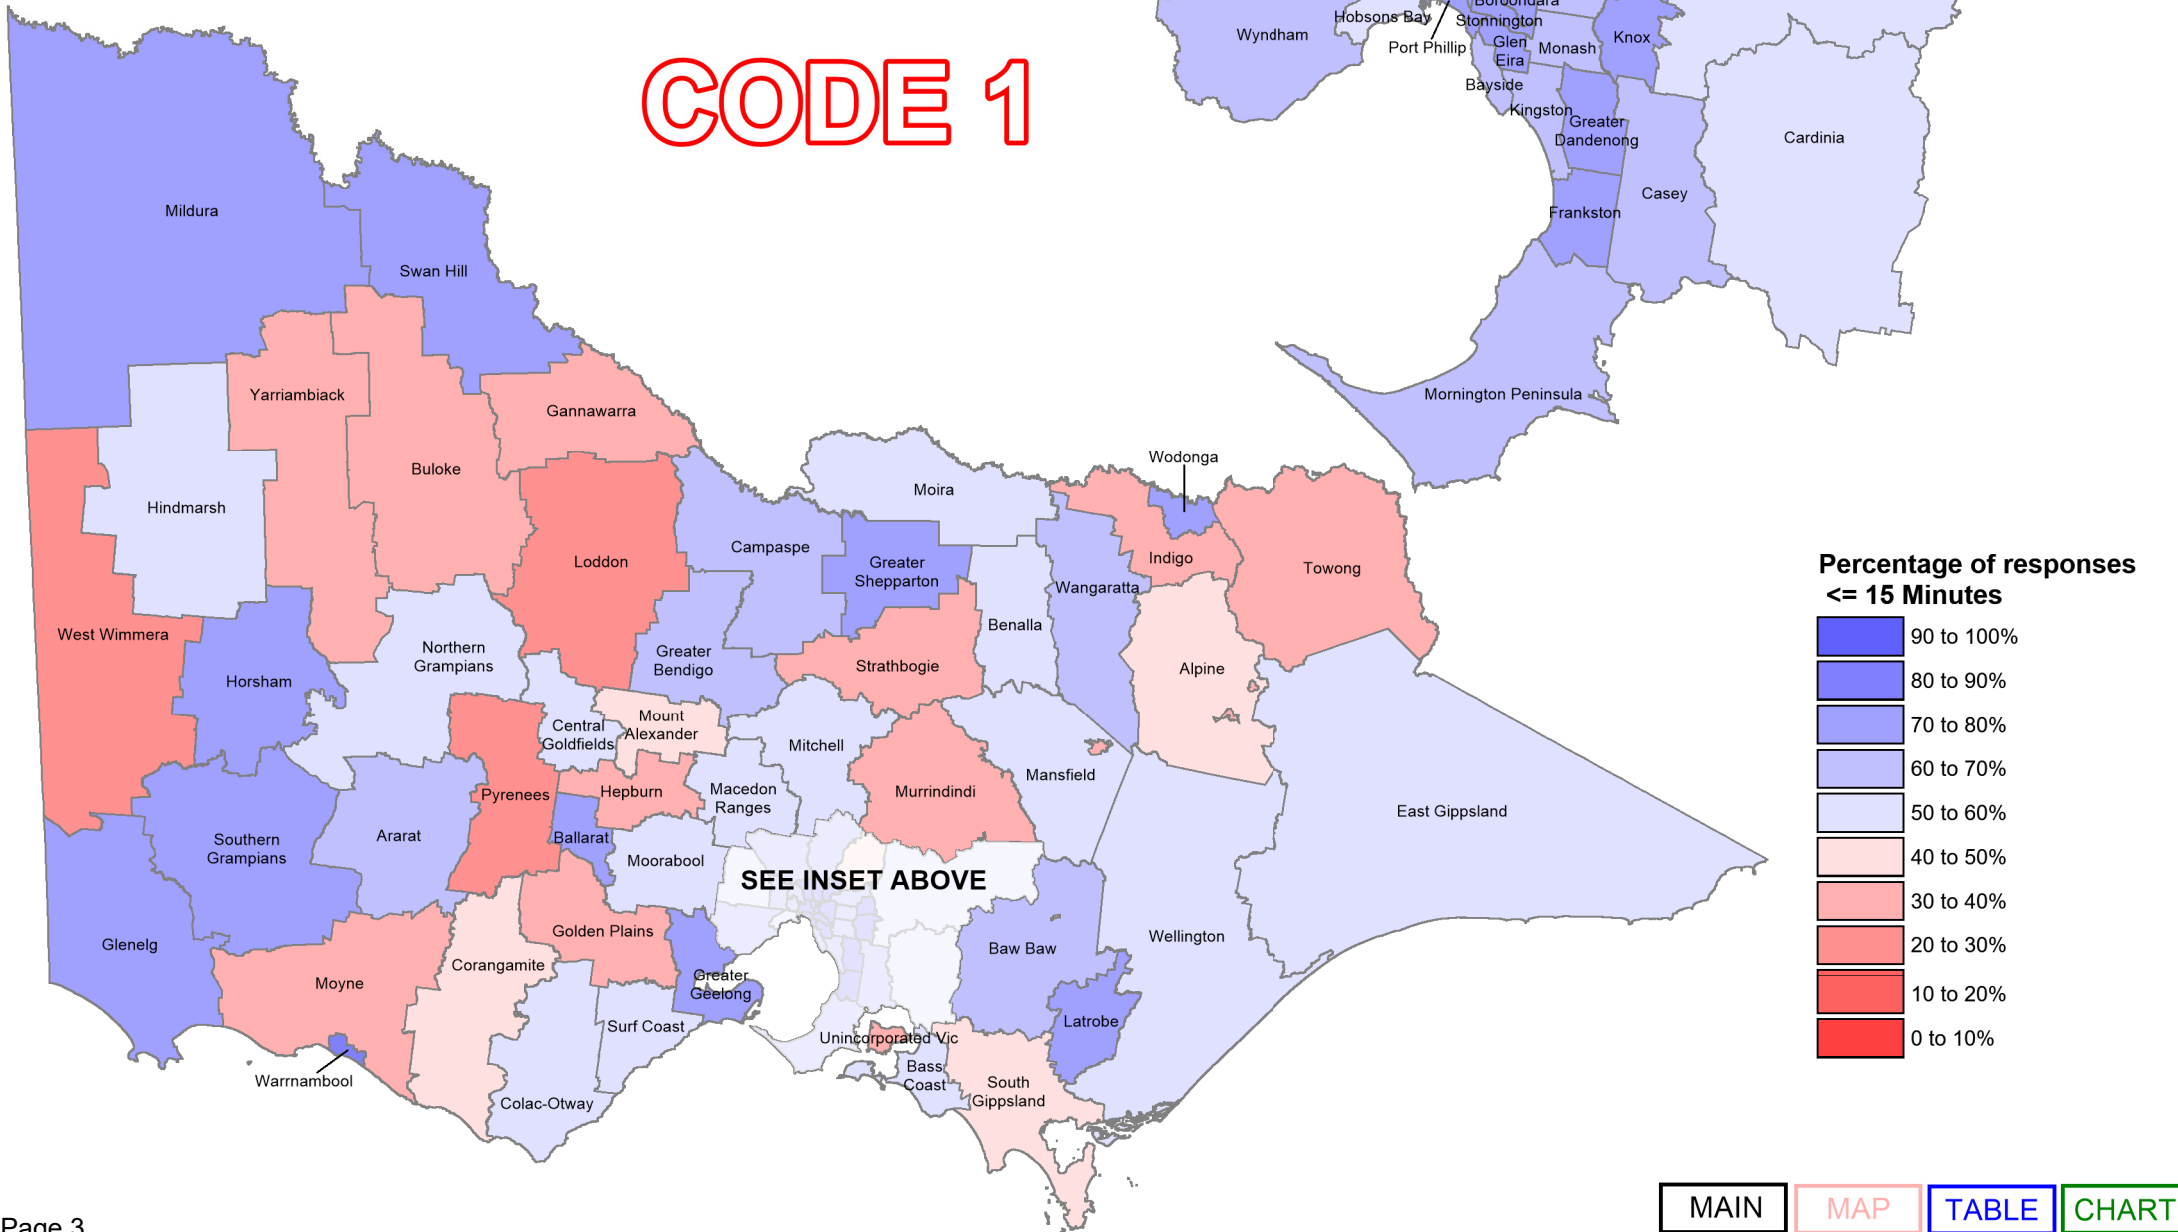 Boroondara
Hobsons Bay
Stonnington
Wyndham
Port Phillip
Glen
Eira
Monash
Knox
Bayside
Kingston
Greater
Dandenong
Cardinia
CODE 1
Casey
Frankston
Mildura
Swan Hill
Mornington Peninsula
Yarriambiack
Gannawarra
Buloke
Wodonga
Moira
Hindmarsh
Campaspe
Loddon
Greater
Shepparton
Indigo
Towong
Wangaratta
Benalla
West Wimmera
Northern
Grampians
Greater
Bendigo
Strathbogie
Alpine
Horsham
Central
Goldfields
Mount
Alexander
Mitchell
Mansfield
Pyrenees
Hepburn
Macedon
Ranges
Murrindindi
East Gippsland
Southern
Grampians
Ararat
Ballarat
Moorabool
SEE INSET ABOVE
Glenelg
Golden Plains
Baw Baw
Wellington
Moyne
Corangamite
Greater
Geelong
Surf Coast
Latrobe
Unincorporated Vic
Warrnambool
Bass
Coast
South
Gippsland
Colac-Otway
Percentage of responses
<= 15 Minutes
90 to 100%
80 to 90%
70 to 80%
60 to 70%
50 to 60%
40 to 50%
30 to 40%
20 to 30%
10 to 20%
0 to 10%
MAIN
MAP
TABLE
CHART
Page 3